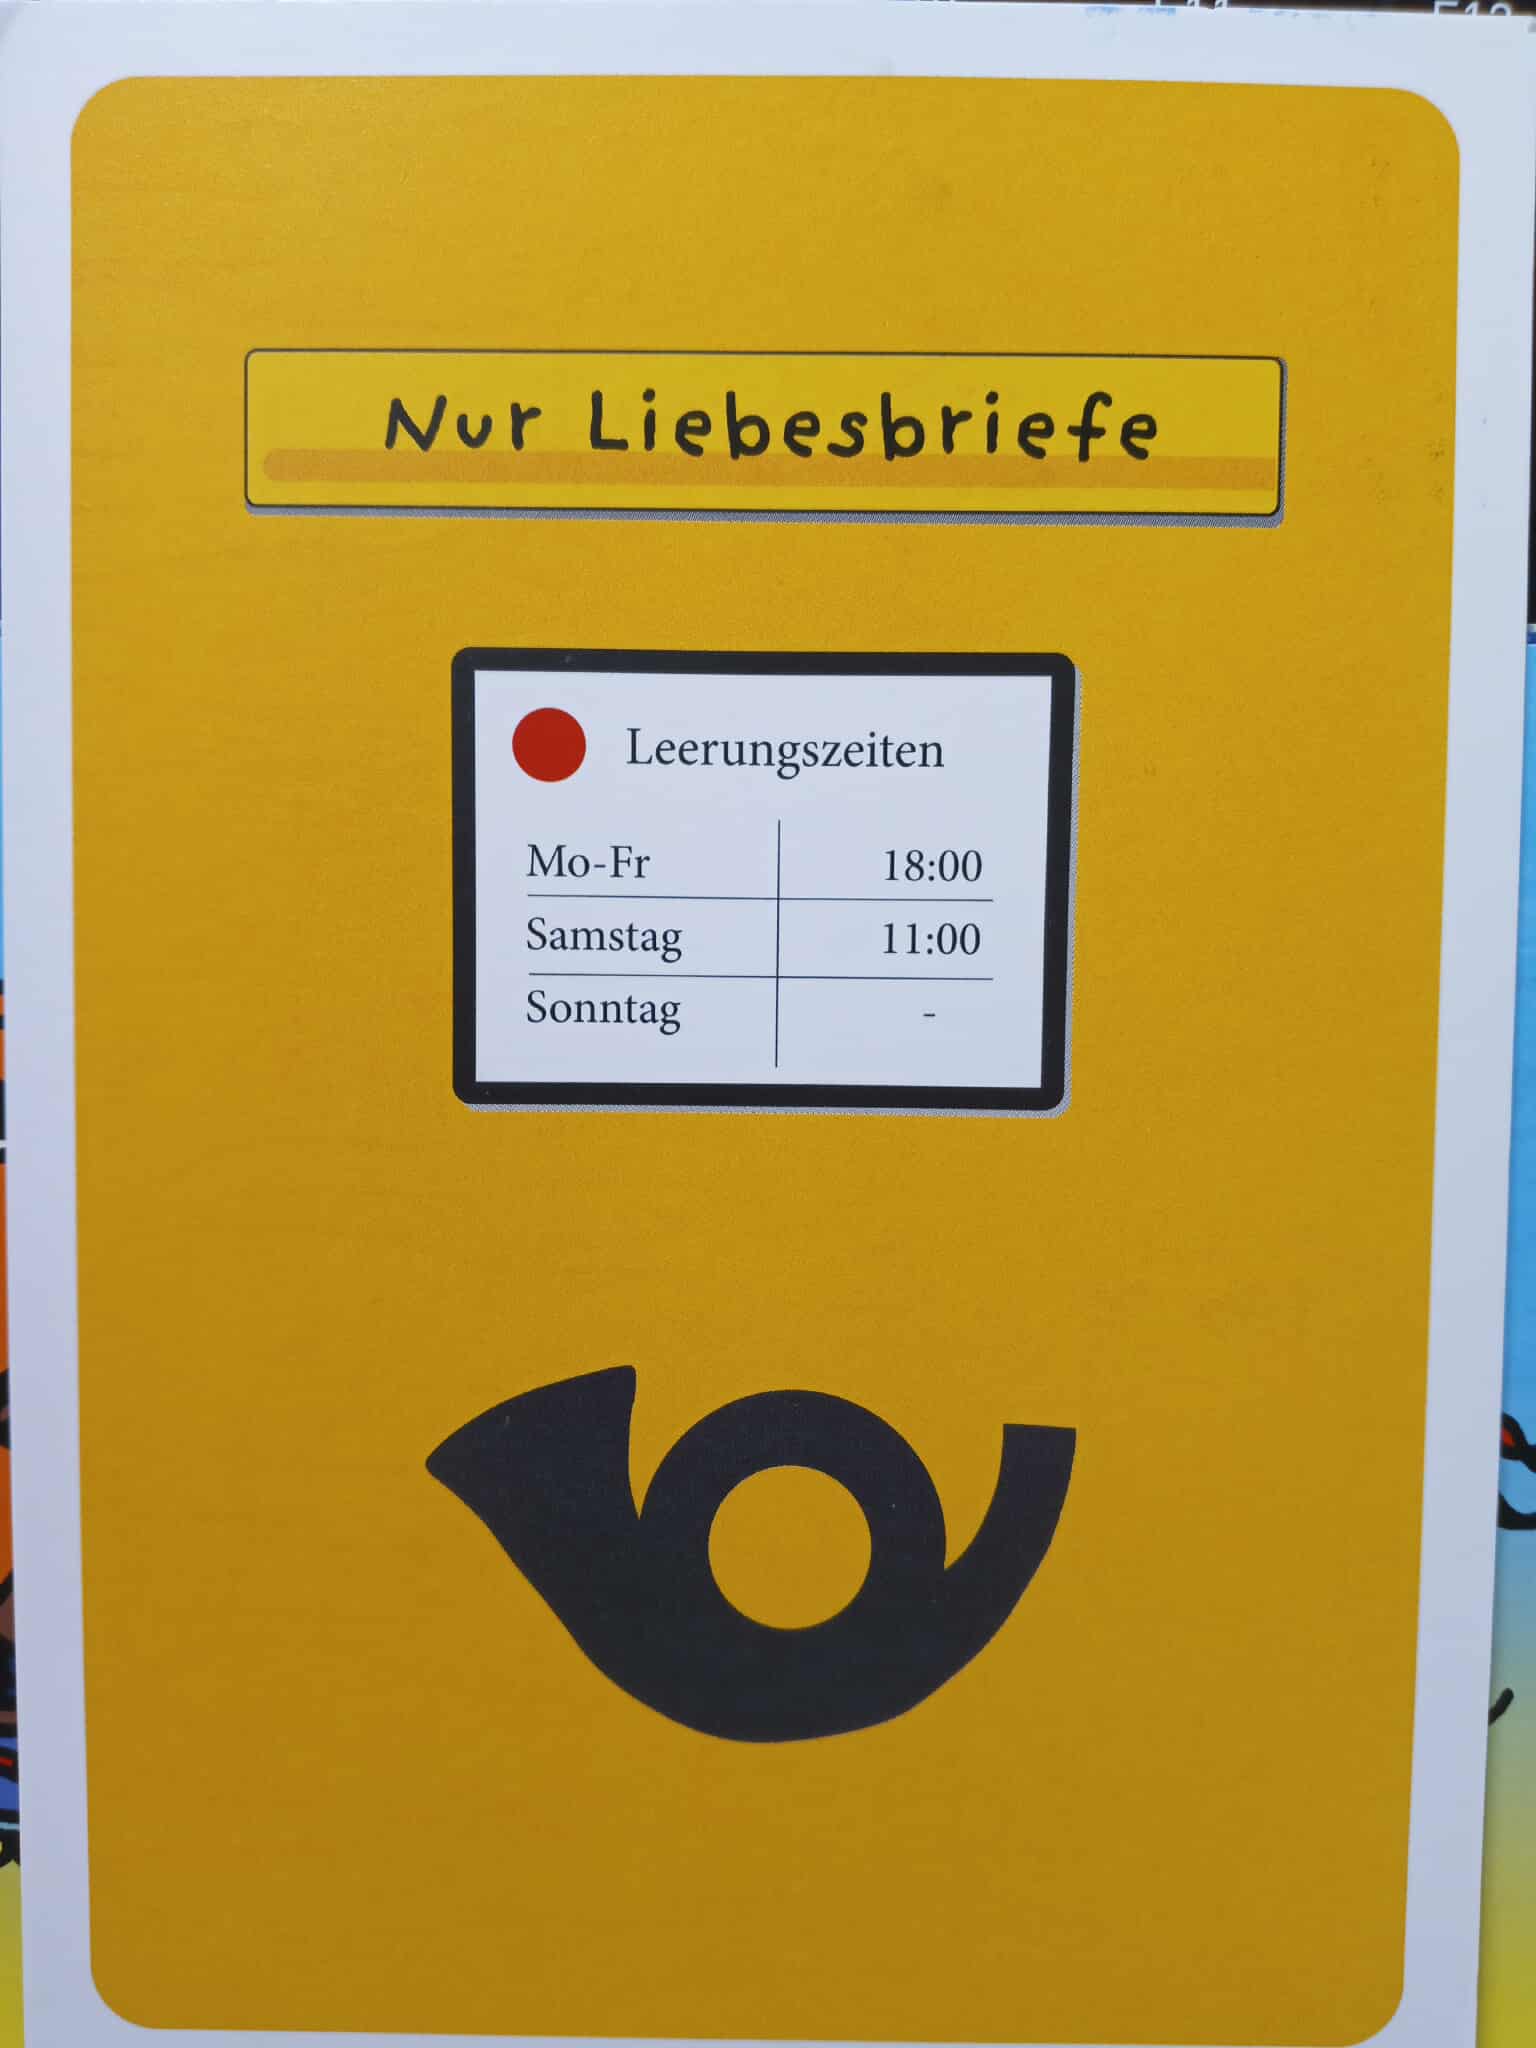 Nur Liebesbriefe
Leerungszeiten
Mo-Fr 18:00
Samstag 11:00
Sonntag -